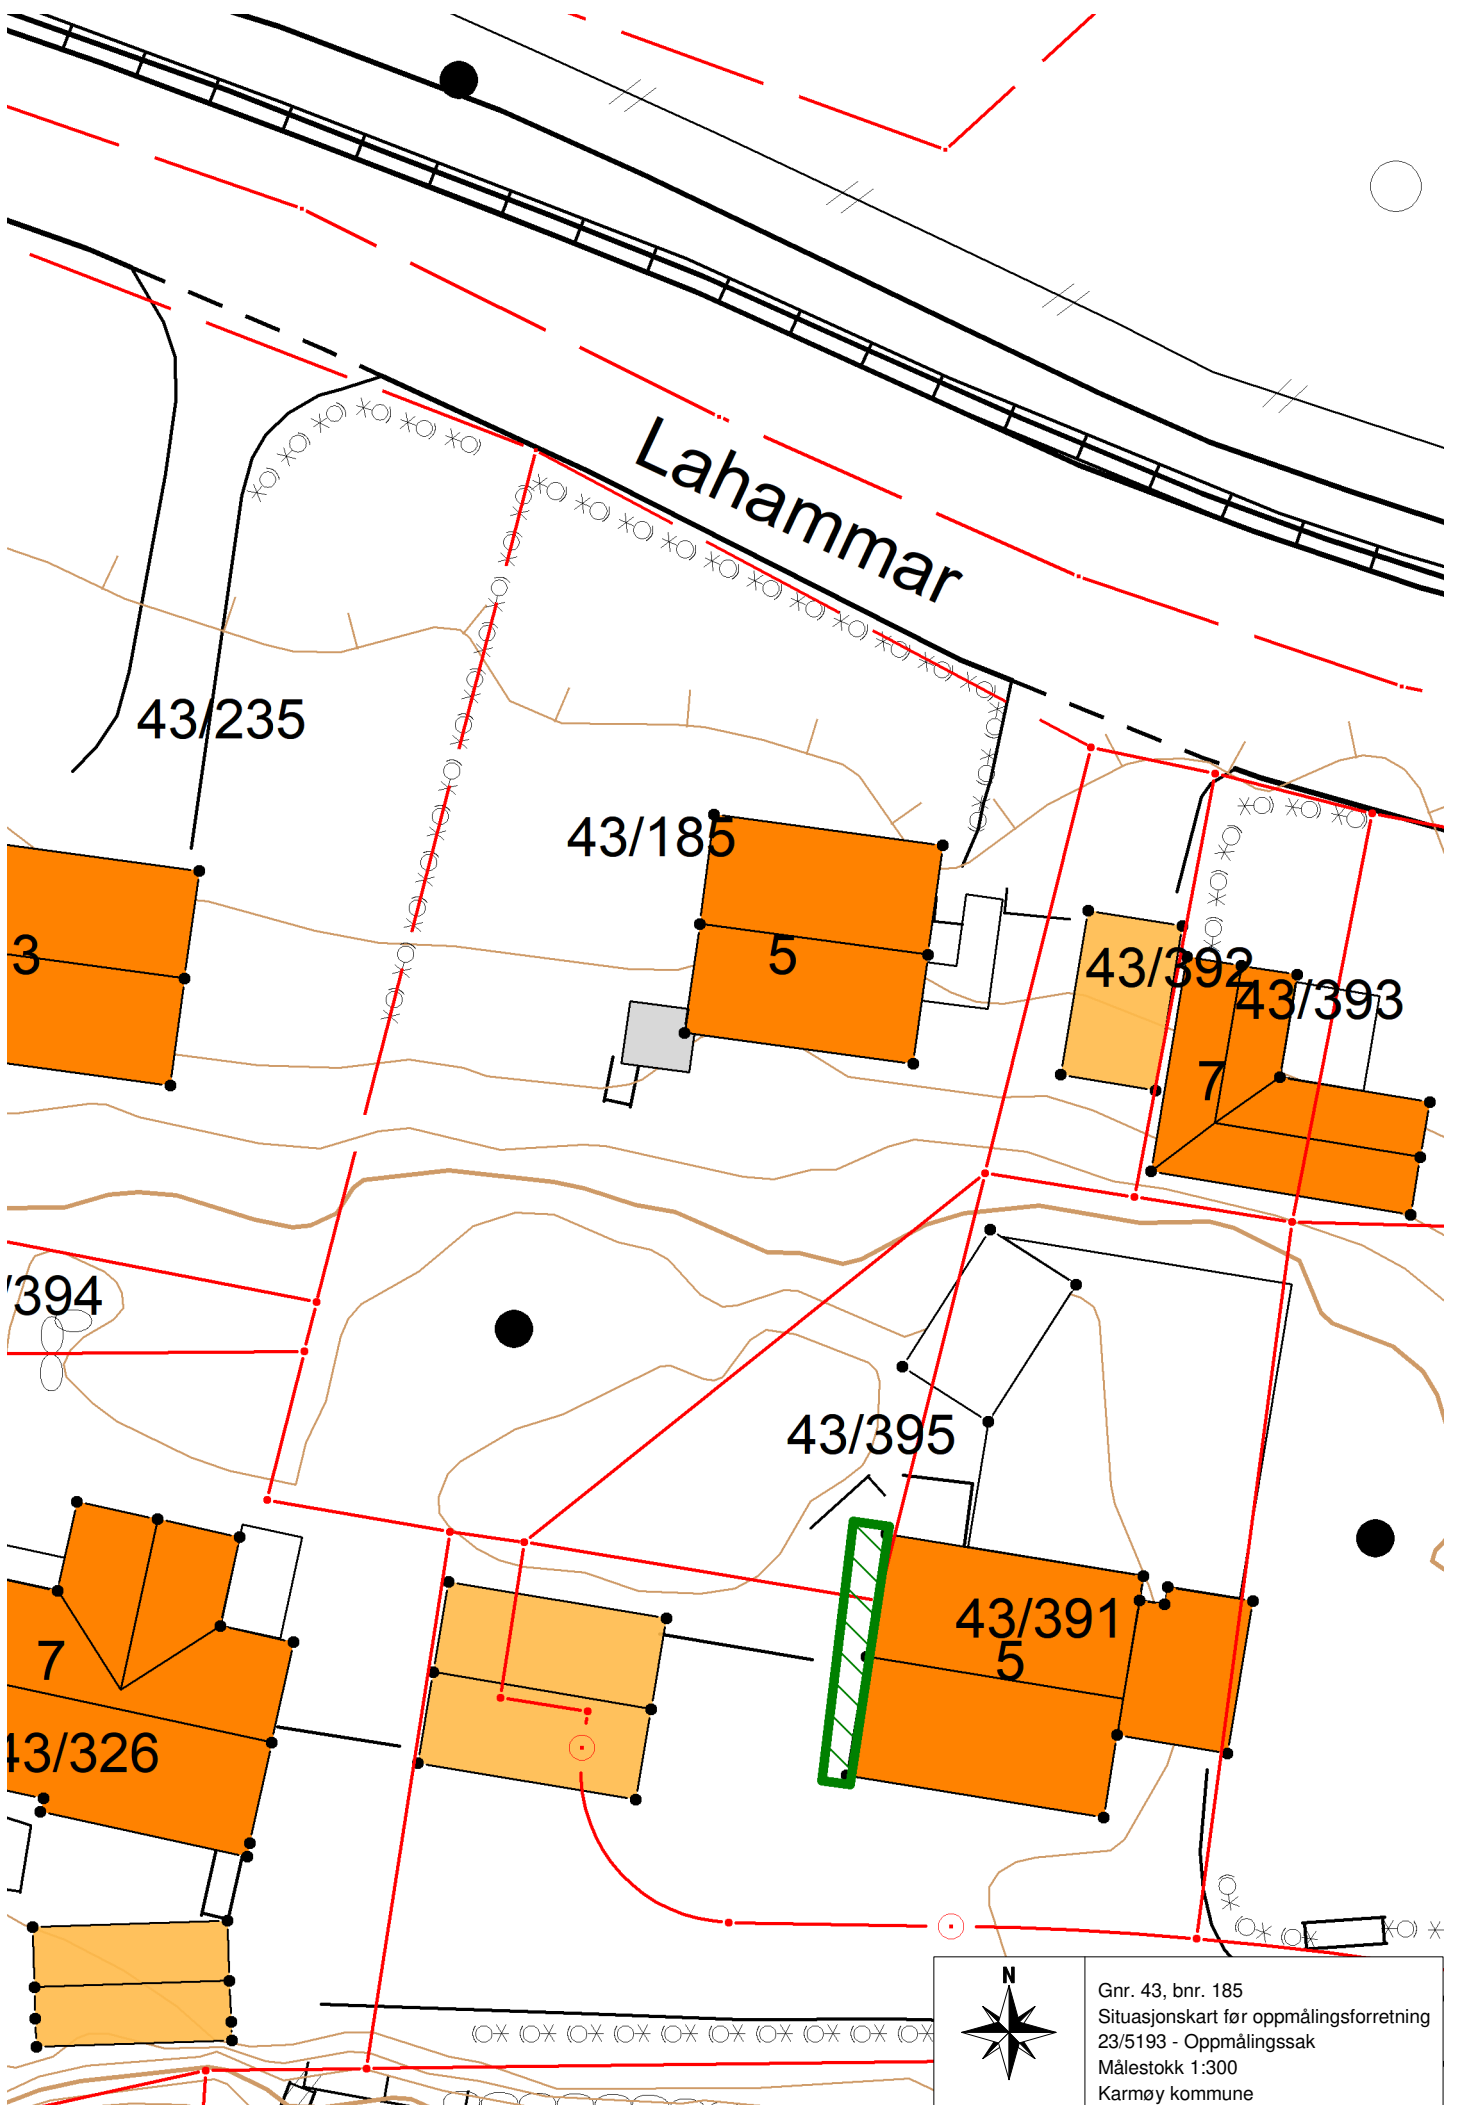 Lahammar
43/235
43/185
3
5
43/392
43/393
7
/394
43/395
43/391
5
7
43/326
N
Gnr. 43, bnr. 185
Situasjonskart før oppmålingsforretning
23/5193 - Oppmålingssak
Målestokk 1:300
Karmøy kommune